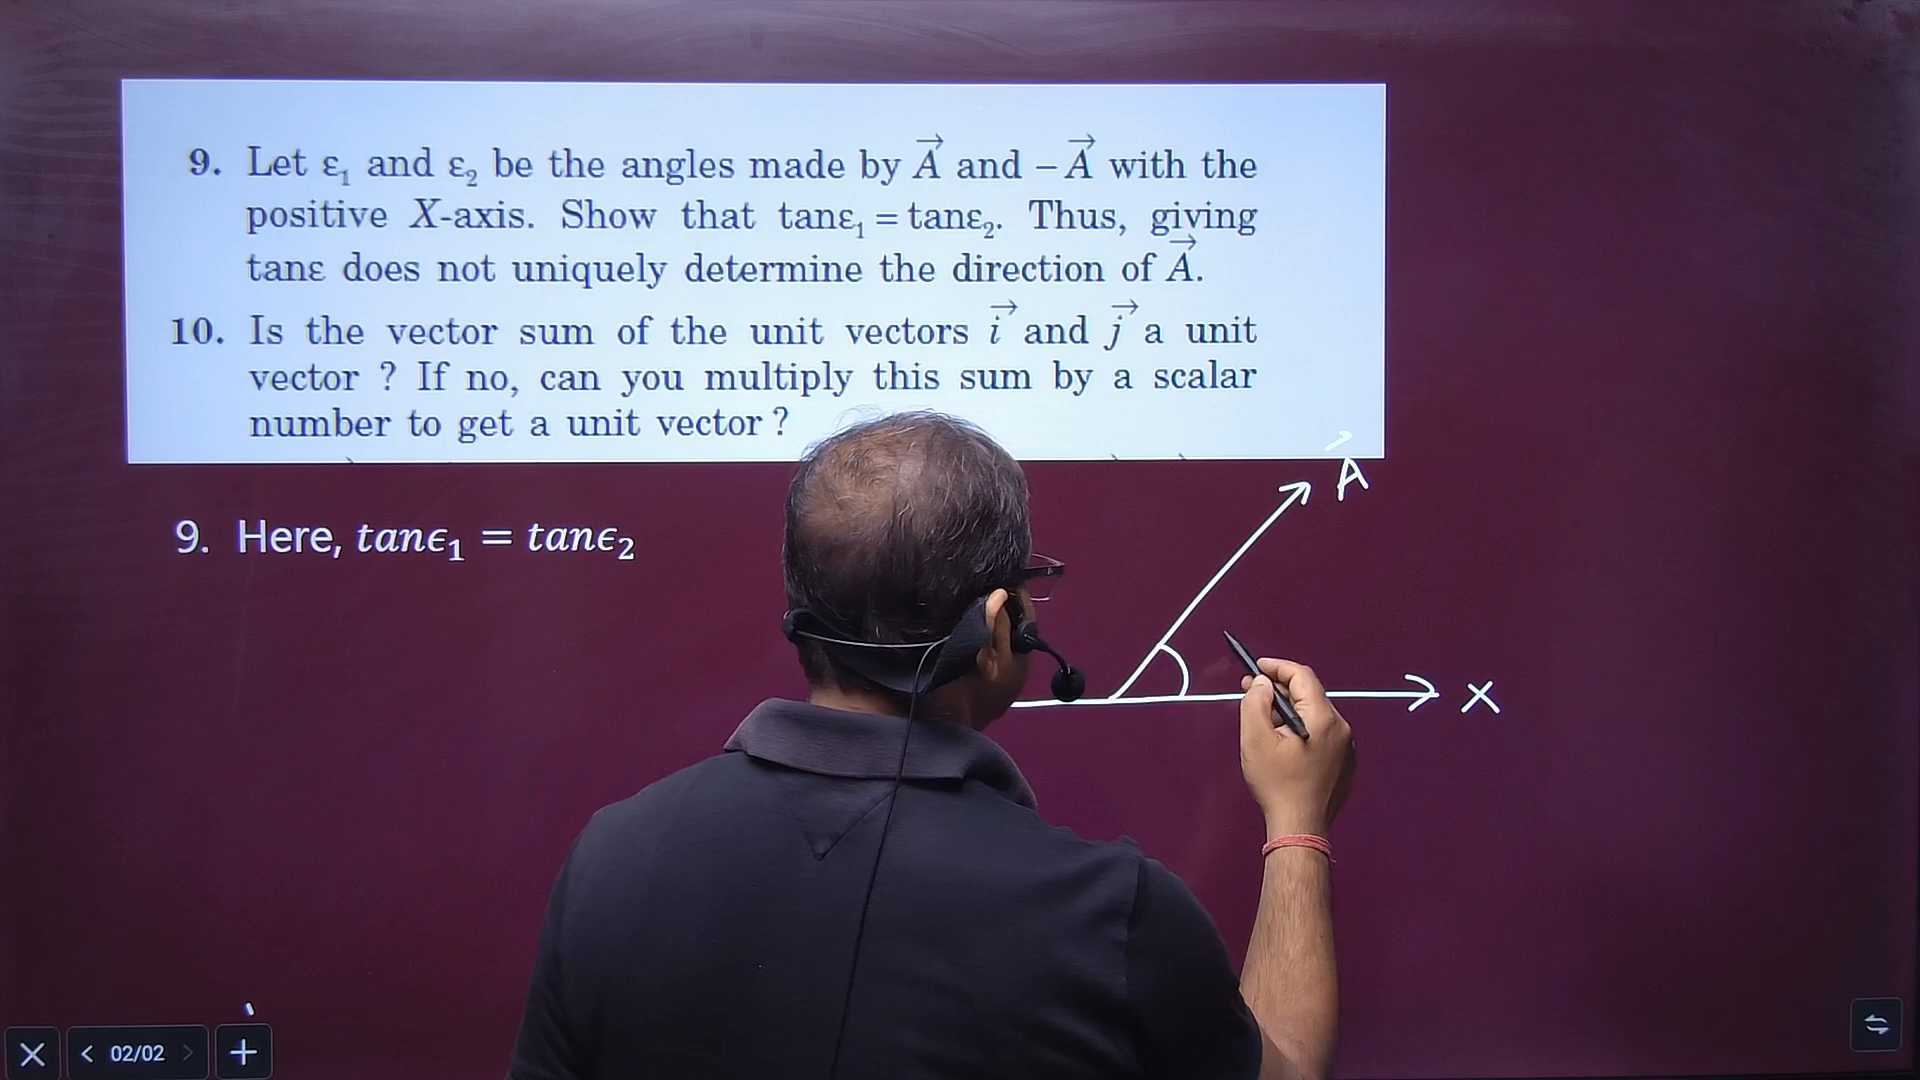 9. Let ε₁ and ε₂ be the angles made by A⃗ and – A⃗ with the
positive X-axis. Show that tanε₁ = tanε₂. Thus, giving
tanε does not uniquely determine the direction of A⃗.
10. Is the vector sum of the unit vectors i⃗ and j⃗ a unit
vector ? If no, can you multiply this sum by a scalar
number to get a unit vector ?
A⃗
9. Here, tanϵ₁ = tanϵ₂
X
02/02